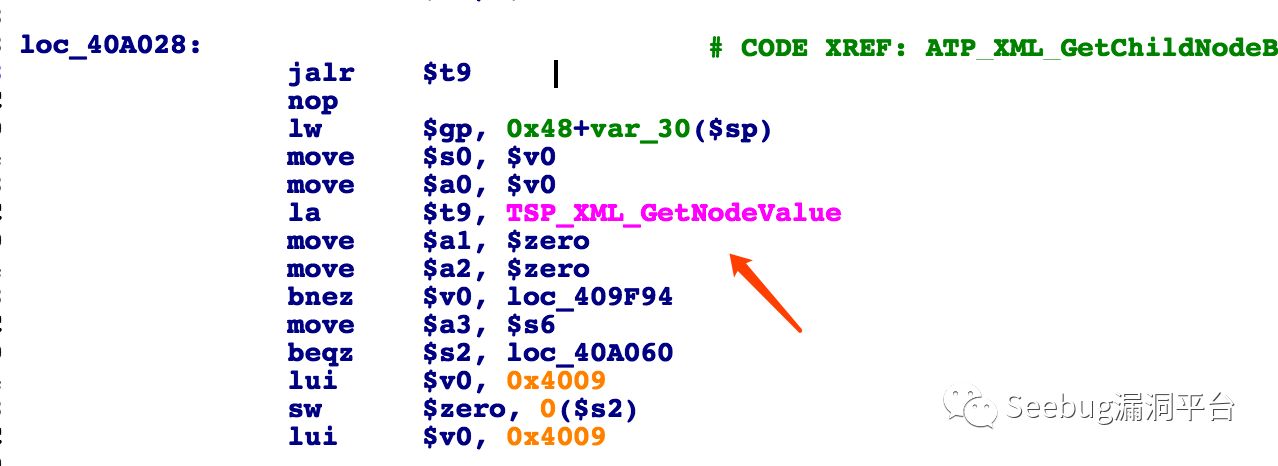 loc_40A028: # CODE XREF: ATP_XML_GetChildNodeB
jalr $t9
nop
lw $gp, 0x48+var_30($sp)
move $s0, $v0
move $a0, $v0
la $t9, TSP_XML_GetNodeValue
move $a1, $zero
move $a2, $zero
bnez $v0, loc_409F94
move $a3, $s6
beqz $s2, loc_40A060
lui $v0, 0x4009
sw $zero, 0($s2)
lui $v0, 0x4009
Seebug漏洞平台